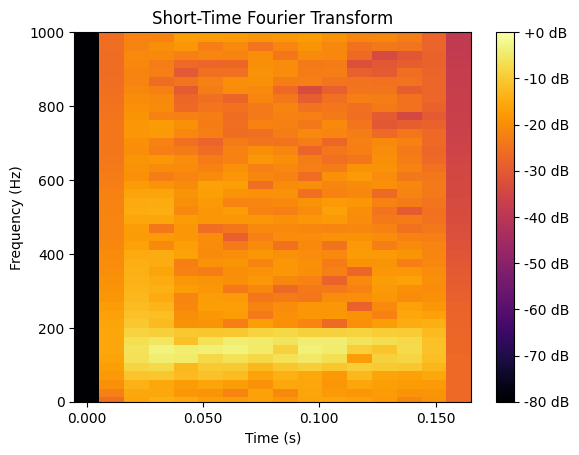 Short-Time Fourier Transform
1000
800
600
400
200
0
Frequency (Hz)
0.000
0.050
0.100
0.150
Time (s)
+0 dB
-10 dB
-20 dB
-30 dB
-40 dB
-50 dB
-60 dB
-70 dB
-80 dB